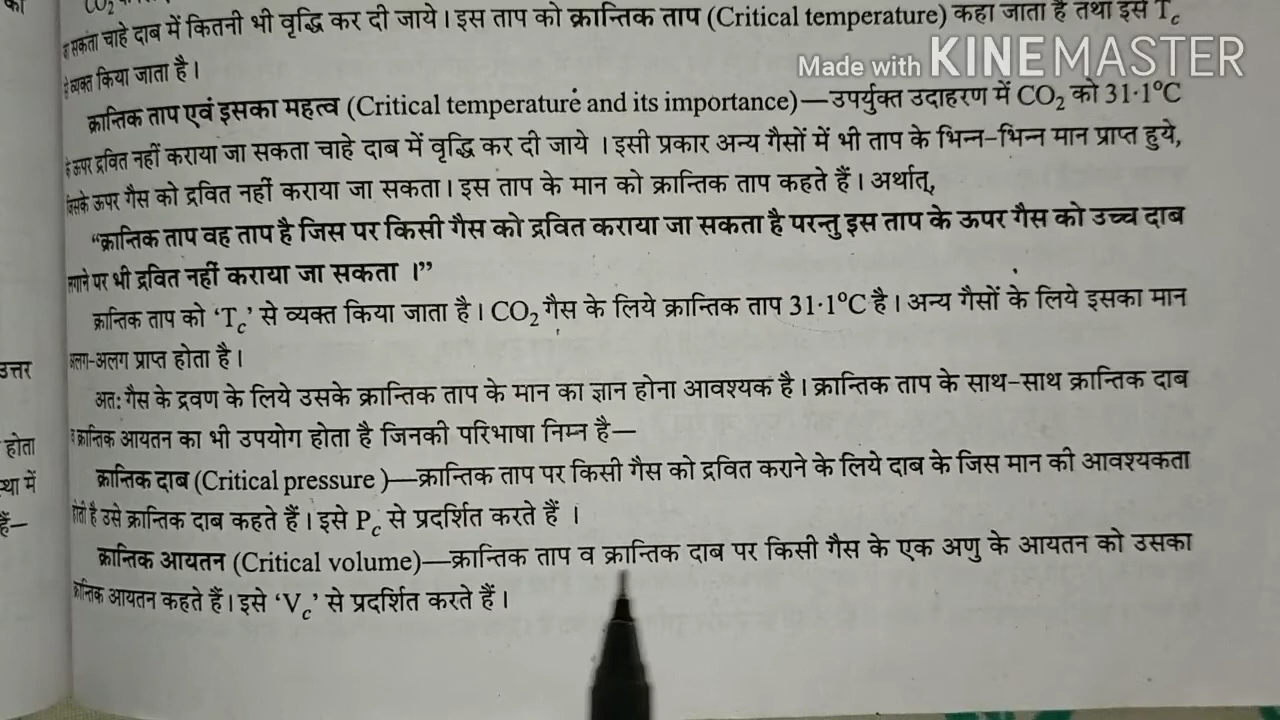 CO₂
सकता चाहे दाब में कितनी भी वृद्धि कर दी जाये। इस ताप को क्रान्तिक ताप (Critical temperature) कहा जाता है तथा इसे Tc
व्यक्त किया जाता है।
Made with KINEMASTER
क्रान्तिक ताप एवं इसका महत्व (Critical temperature and its importance)—उपर्युक्त उदाहरण में CO₂ को 31·1°C
ऊपर द्रवित नहीं कराया जा सकता चाहे दाब में वृद्धि कर दी जाये । इसी प्रकार अन्य गैसों में भी ताप के भिन्न-भिन्न मान प्राप्त हुये,
जिसके ऊपर गैस को द्रवित नहीं कराया जा सकता। इस ताप के मान को क्रान्तिक ताप कहते हैं। अर्थात्,
“क्रान्तिक ताप वह ताप है जिस पर किसी गैस को द्रवित कराया जा सकता है परन्तु इस ताप के ऊपर गैस को उच्च दाब
लगाने पर भी द्रवित नहीं कराया जा सकता ।”
क्रान्तिक ताप को ‘Tc’ से व्यक्त किया जाता है। CO₂ गैस के लिये क्रान्तिक ताप 31·1°C है। अन्य गैसों के लिये इसका मान
अलग-अलग प्राप्त होता है।
उत्तर
अतः गैस के द्रवण के लिये उसके क्रान्तिक ताप के मान का ज्ञान होना आवश्यक है। क्रान्तिक ताप के साथ-साथ क्रान्तिक दाब
होता
व क्रान्तिक आयतन का भी उपयोग होता है जिनकी परिभाषा निम्न है—
था में
क्रान्तिक दाब (Critical pressure )—क्रान्तिक ताप पर किसी गैस को द्रवित कराने के लिये दाब के जिस मान की आवश्यकता
हैं—
होती है उसे क्रान्तिक दाब कहते हैं। इसे Pc से प्रदर्शित करते हैं ।
क्रान्तिक आयतन (Critical volume)—क्रान्तिक ताप व क्रान्तिक दाब पर किसी गैस के एक अणु के आयतन को उसका
क्रान्तिक आयतन कहते हैं। इसे ‘Vc’ से प्रदर्शित करते हैं।